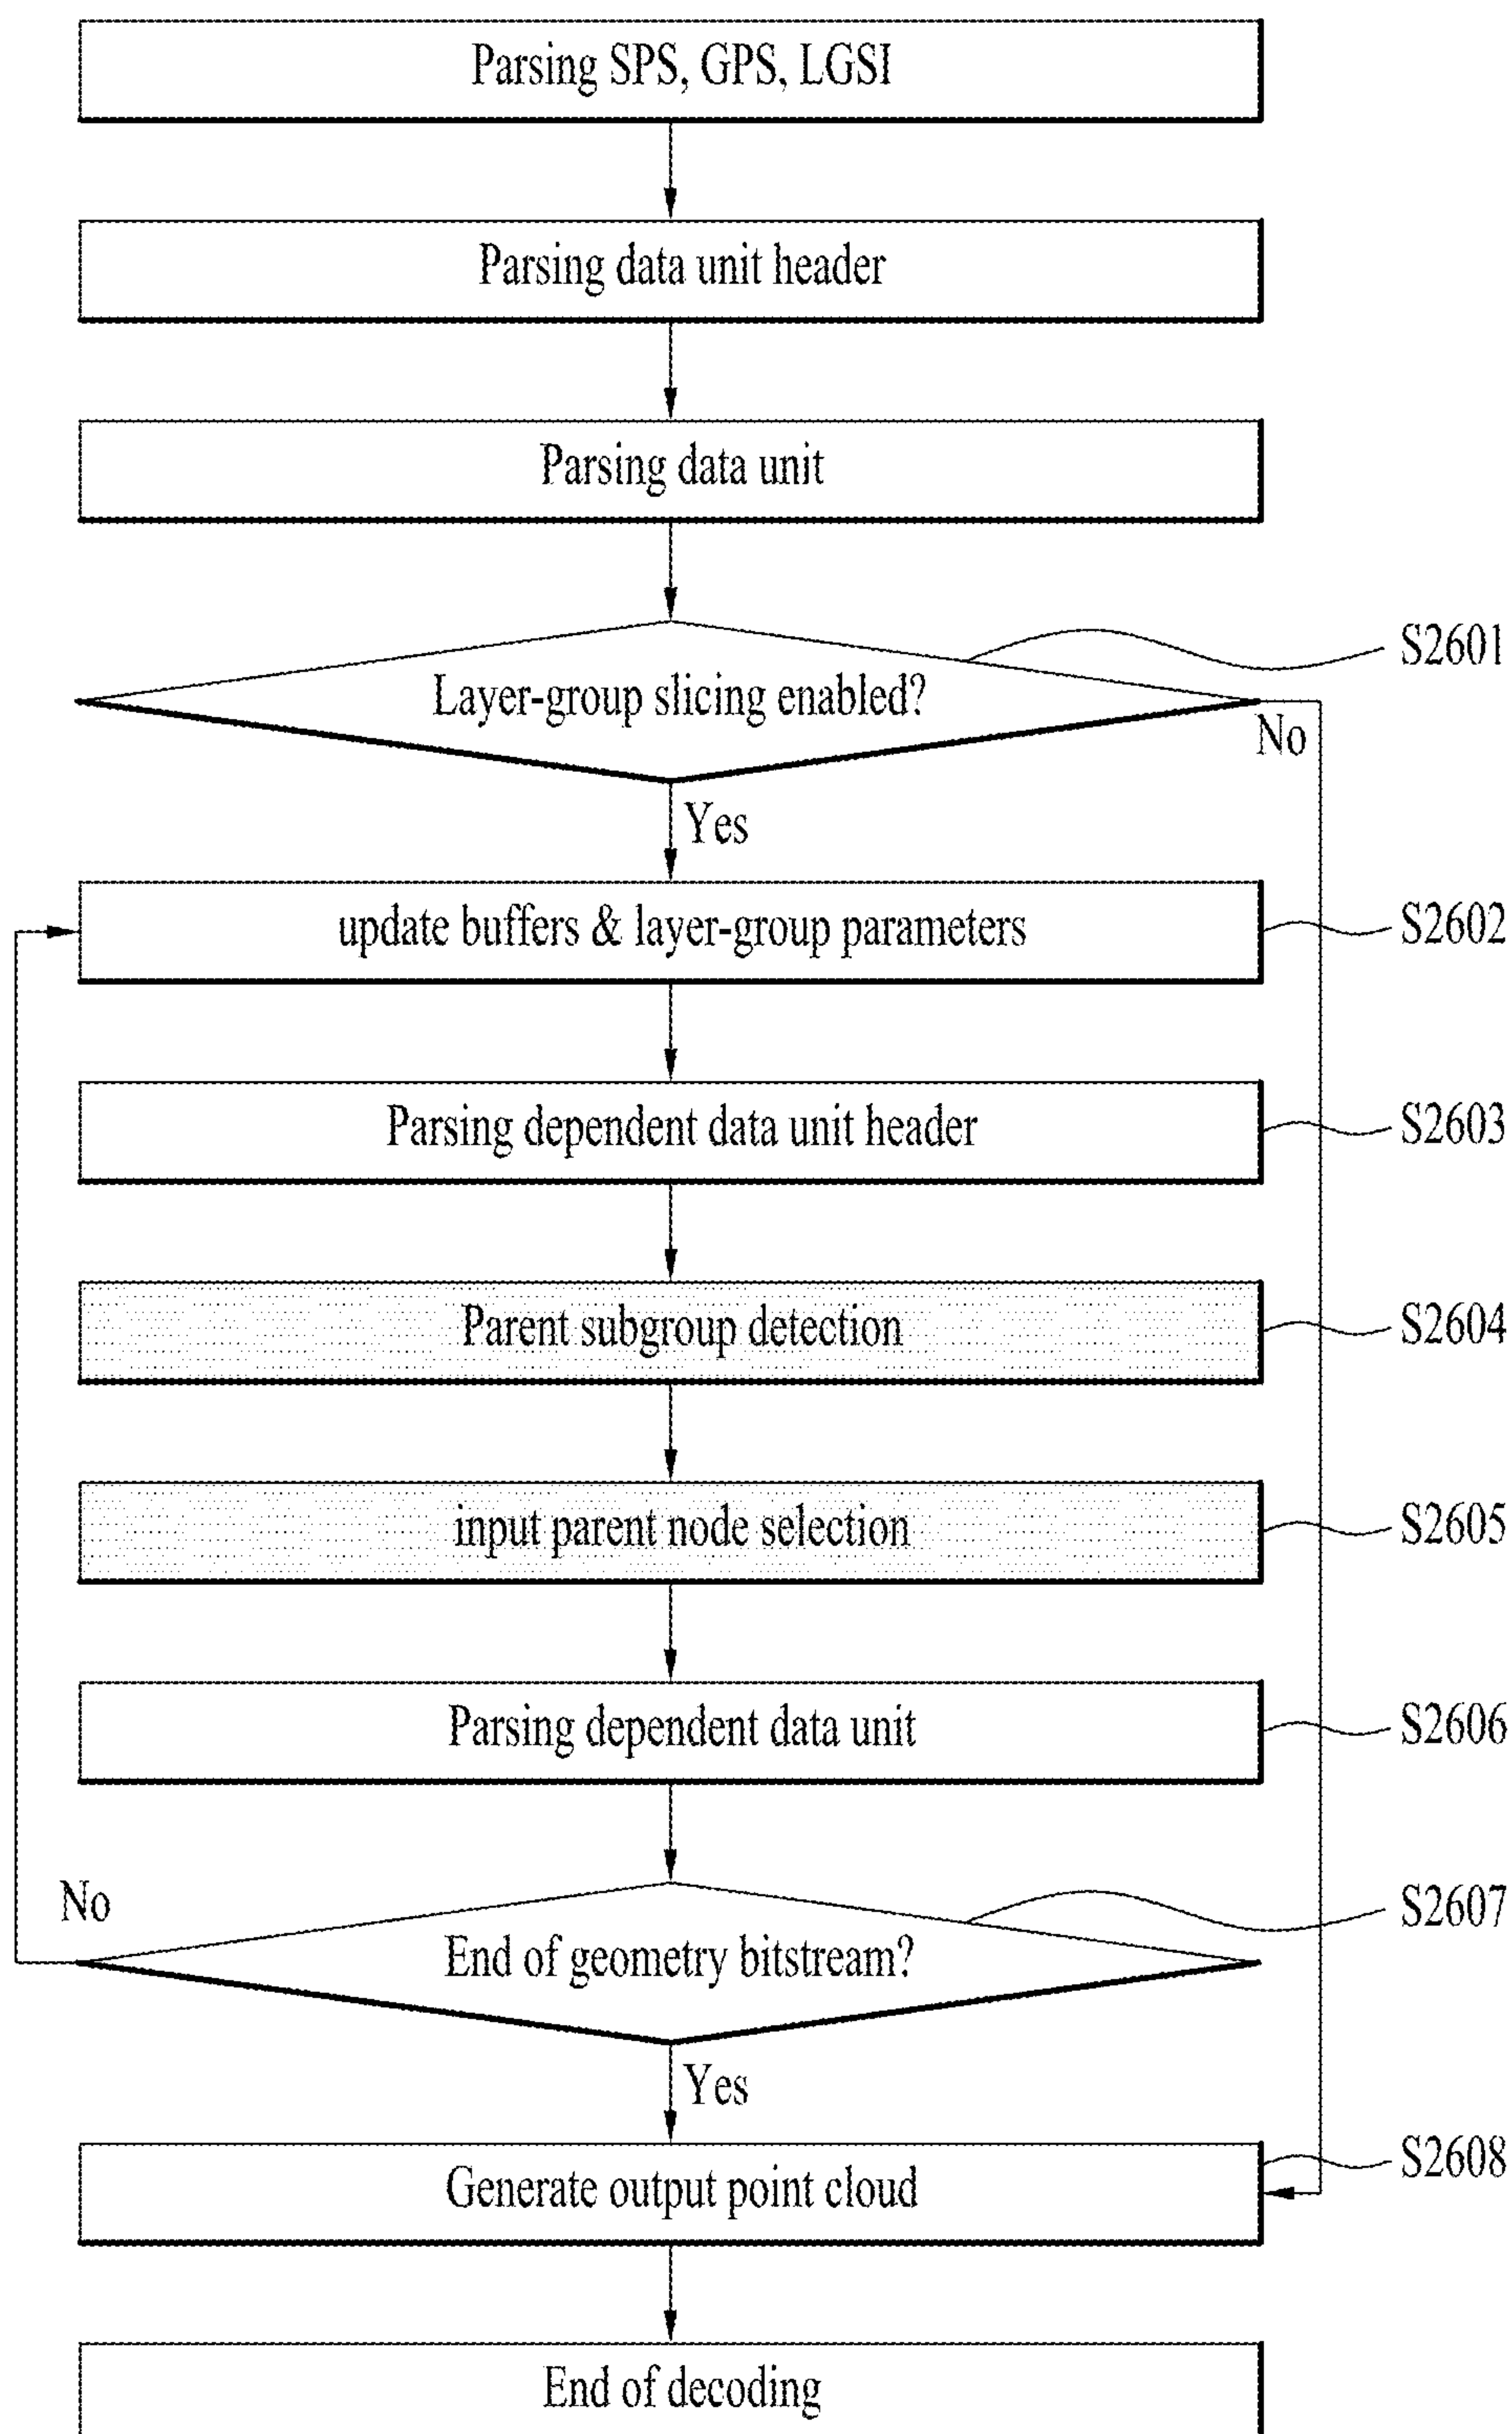 Parsing SPS, GPS, LGSI
Parsing data unit header
Parsing data unit
Layer-group slicing enabled?
S2601
No
Yes
update buffers & layer-group parameters
S2602
Parsing dependent data unit header
S2603
Parent subgroup detection
S2604
input parent node selection
S2605
Parsing dependent data unit
S2606
No
End of geometry bitstream?
S2607
Yes
Generate output point cloud
S2608
End of decoding